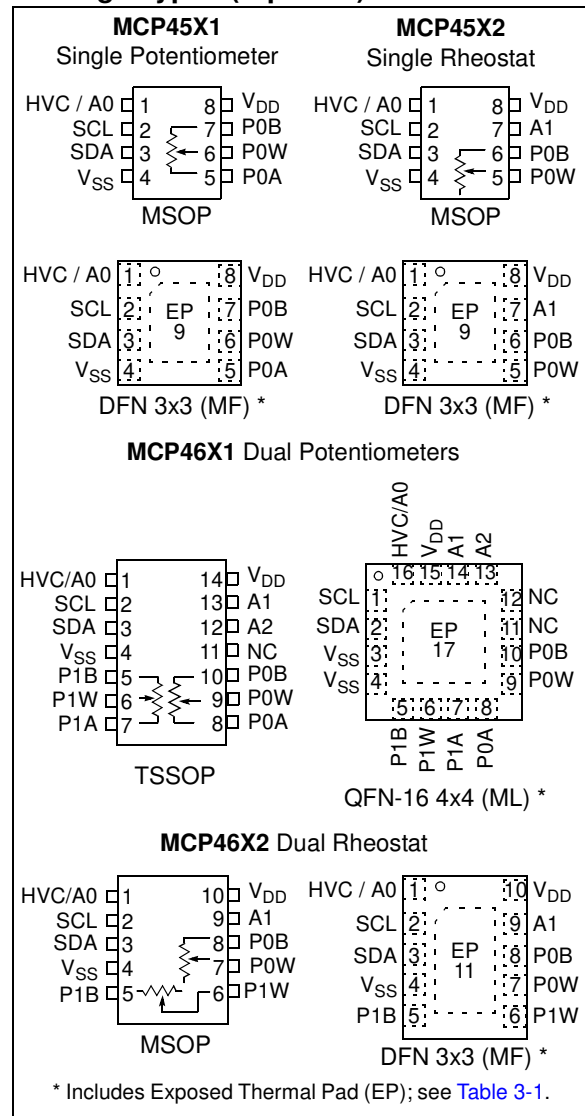 MCP45X1
Single Potentiometer
HVC / A0 1 8 VDD
SCL 2 7 P0B
SDA 3 6 P0W
VSS 4 5 P0A
MSOP
MCP45X2
Single Rheostat
HVC / A0 1 8 VDD
SCL 2 7 A1
SDA 3 6 P0B
VSS 4 5 P0W
MSOP
HVC / A0 1 8 VDD
SCL 2 EP 7 P0B
SDA 3 9 6 P0W
VSS 4 5 P0A
DFN 3x3 (MF) *
HVC / A0 1 8 VDD
SCL 2 EP 7 A1
SDA 3 9 6 P0B
VSS 4 5 P0W
DFN 3x3 (MF) *
MCP46X1 Dual Potentiometers
HVC/A0 1 14 VDD
SCL 2 13 A1
SDA 3 12 A2
VSS 4 11 NC
P1B 5 10 P0B
P1W 6 9 P0W
P1A 7 8 P0A
TSSOP
HVC/A0 VDD A1 A2
16 15 14 13
SCL 1 12 NC
SDA 2 EP 11 NC
VSS 3 17 10 P0B
VSS 4 9 P0W
5 6 7 8
P1B P1W P1A P0A
QFN-16 4x4 (ML) *
MCP46X2 Dual Rheostat
HVC/A0 1 10 VDD
SCL 2 9 A1
SDA 3 8 P0B
VSS 4 7 P0W
P1B 5 6 P1W
MSOP
HVC / A0 1 10 VDD
SCL 2 9 A1
SDA 3 EP 8 P0B
VSS 4 11 7 P0W
P1B 5 6 P1W
DFN 3x3 (MF) *
* Includes Exposed Thermal Pad (EP); see Table 3-1.